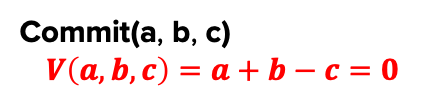 Commit(a, b, c)
V(a, b, c) = a + b − c = 0